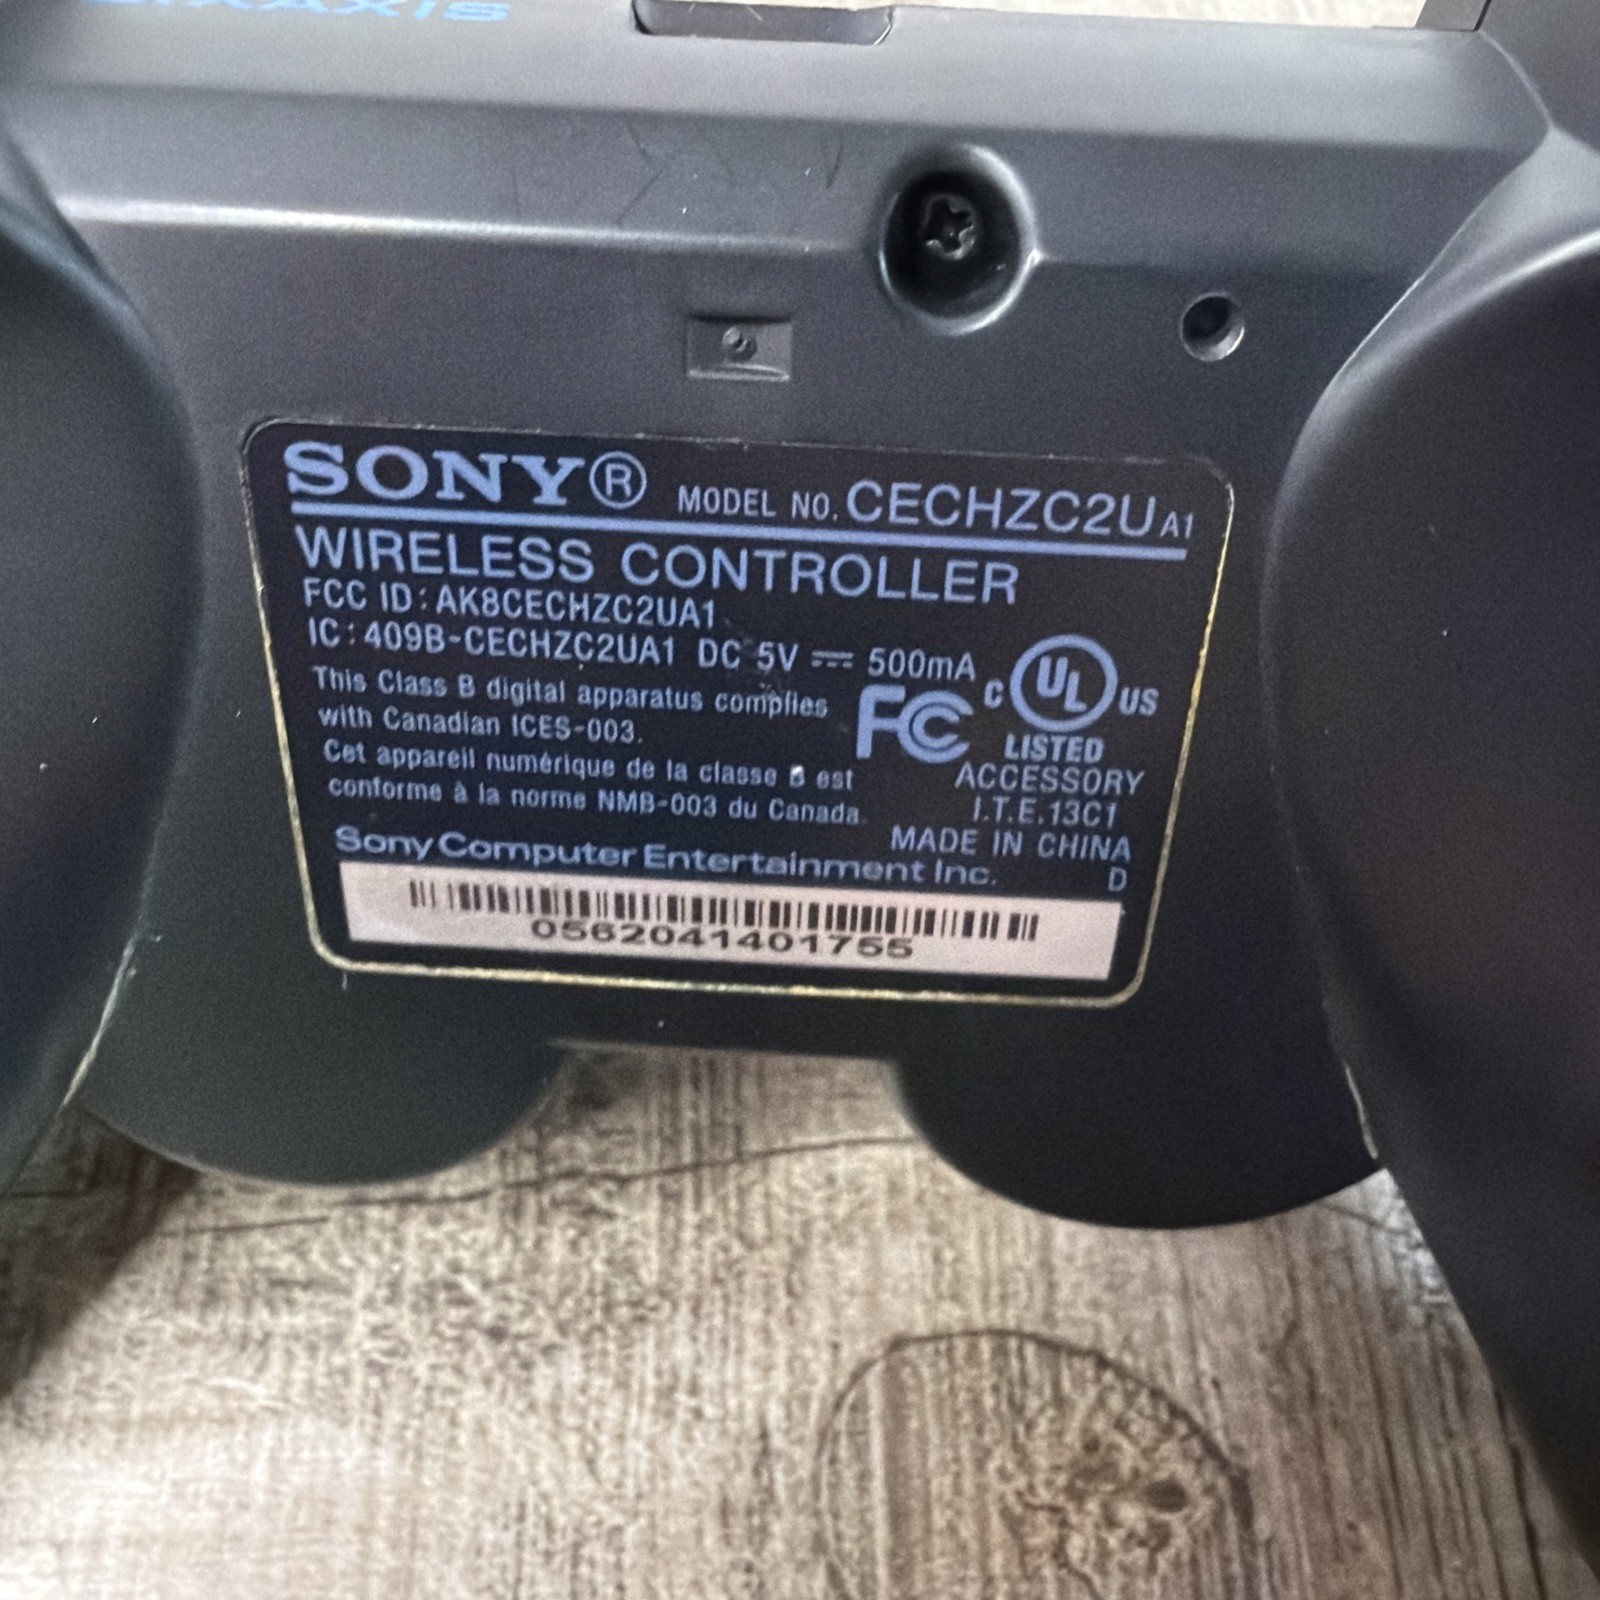 SONY® MODEL NO. CECHZC2U A1
WIRELESS CONTROLLER
FCC ID: AK8CECHZC2UA1
IC: 409B-CECHZC2UA1 DC 5V ⎓ 500mA
This Class B digital apparatus complies
with Canadian ICES-003.
Cet appareil numérique de la classe B est
conforme à la norme NMB-003 du Canada.
FC
C UL US
LISTED
ACCESSORY
I.T.E.13C1
MADE IN CHINA
D
Sony Computer Entertainment Inc.
0562041401755